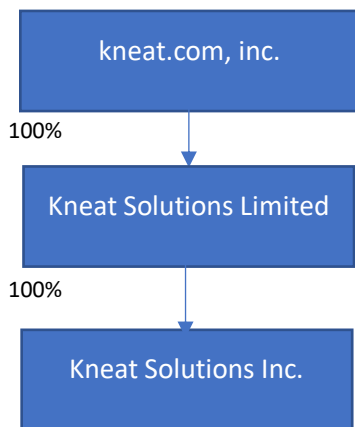 kneat.com, inc.
100%
Kneat Solutions Limited
100%
Kneat Solutions Inc.